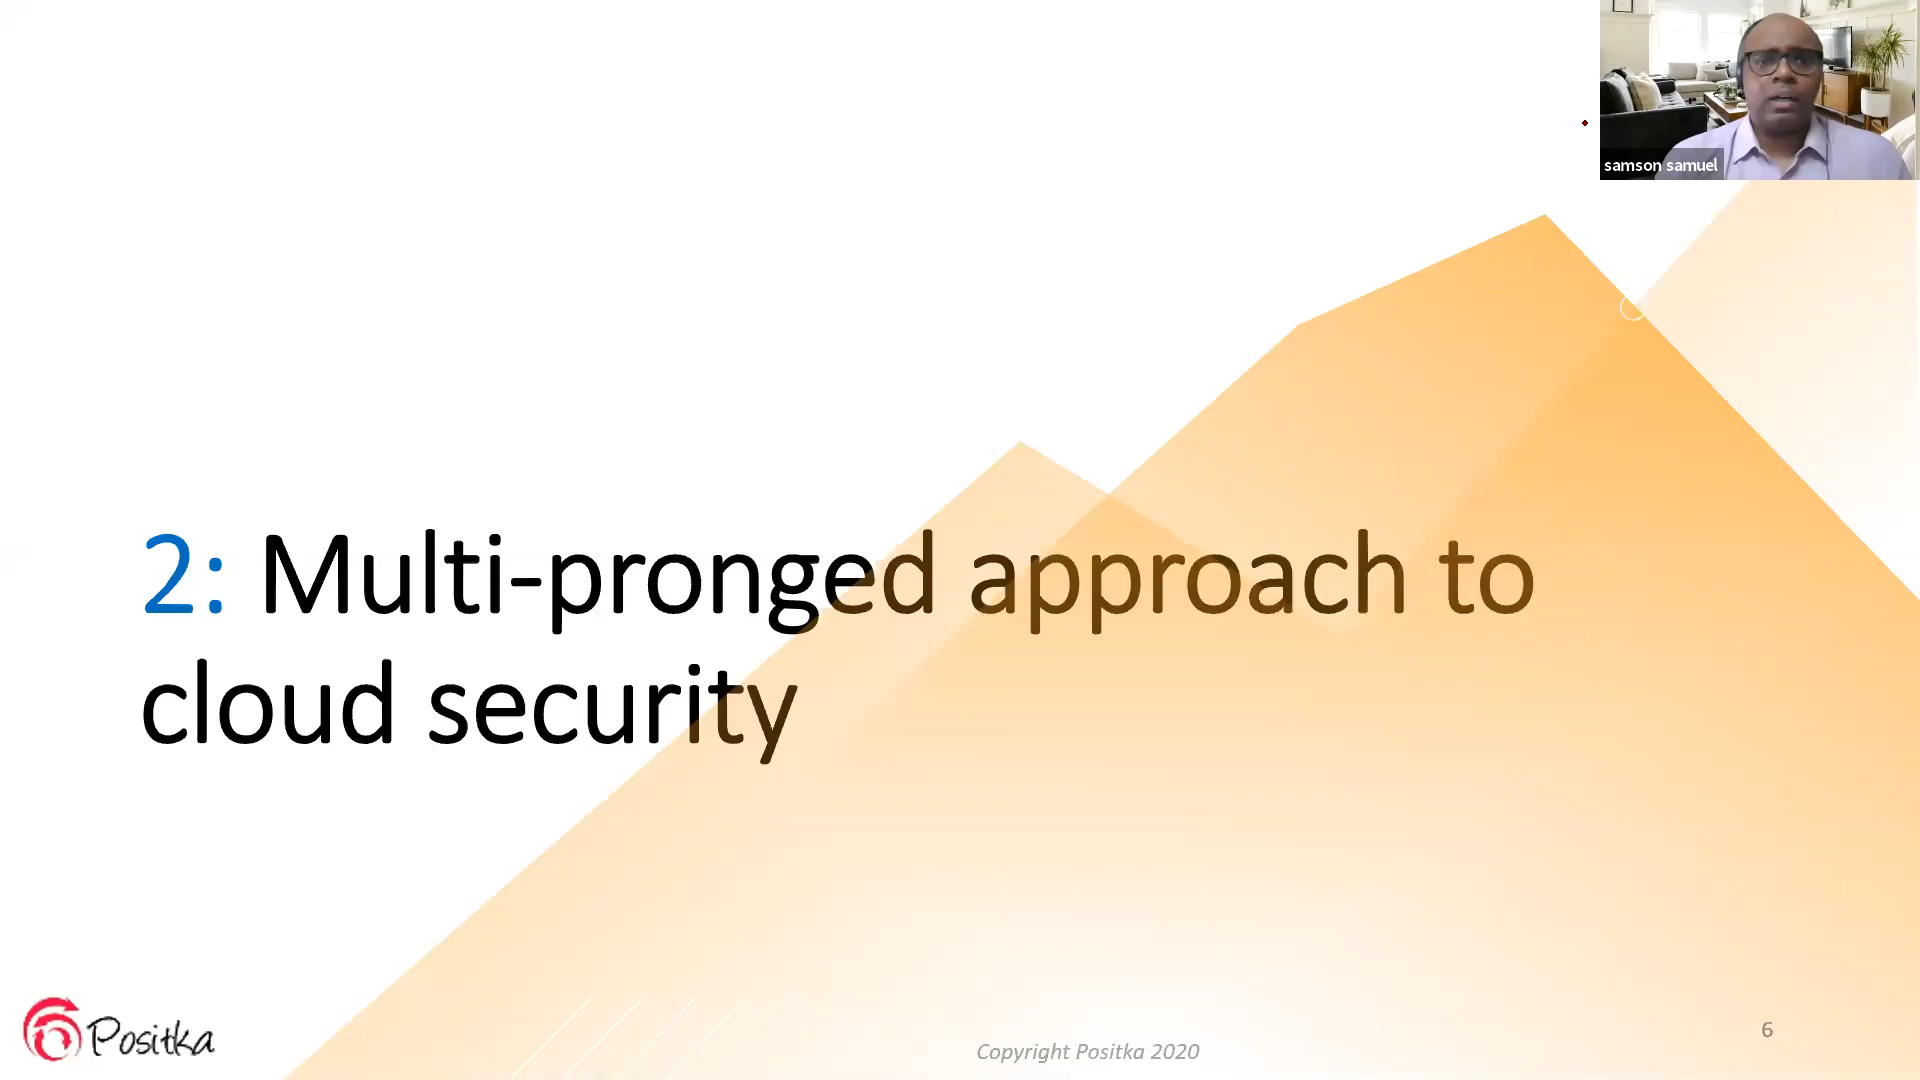 samson samuel
2: Multi-pronged approach to
cloud security
Positka
Copyright Positka 2020
6